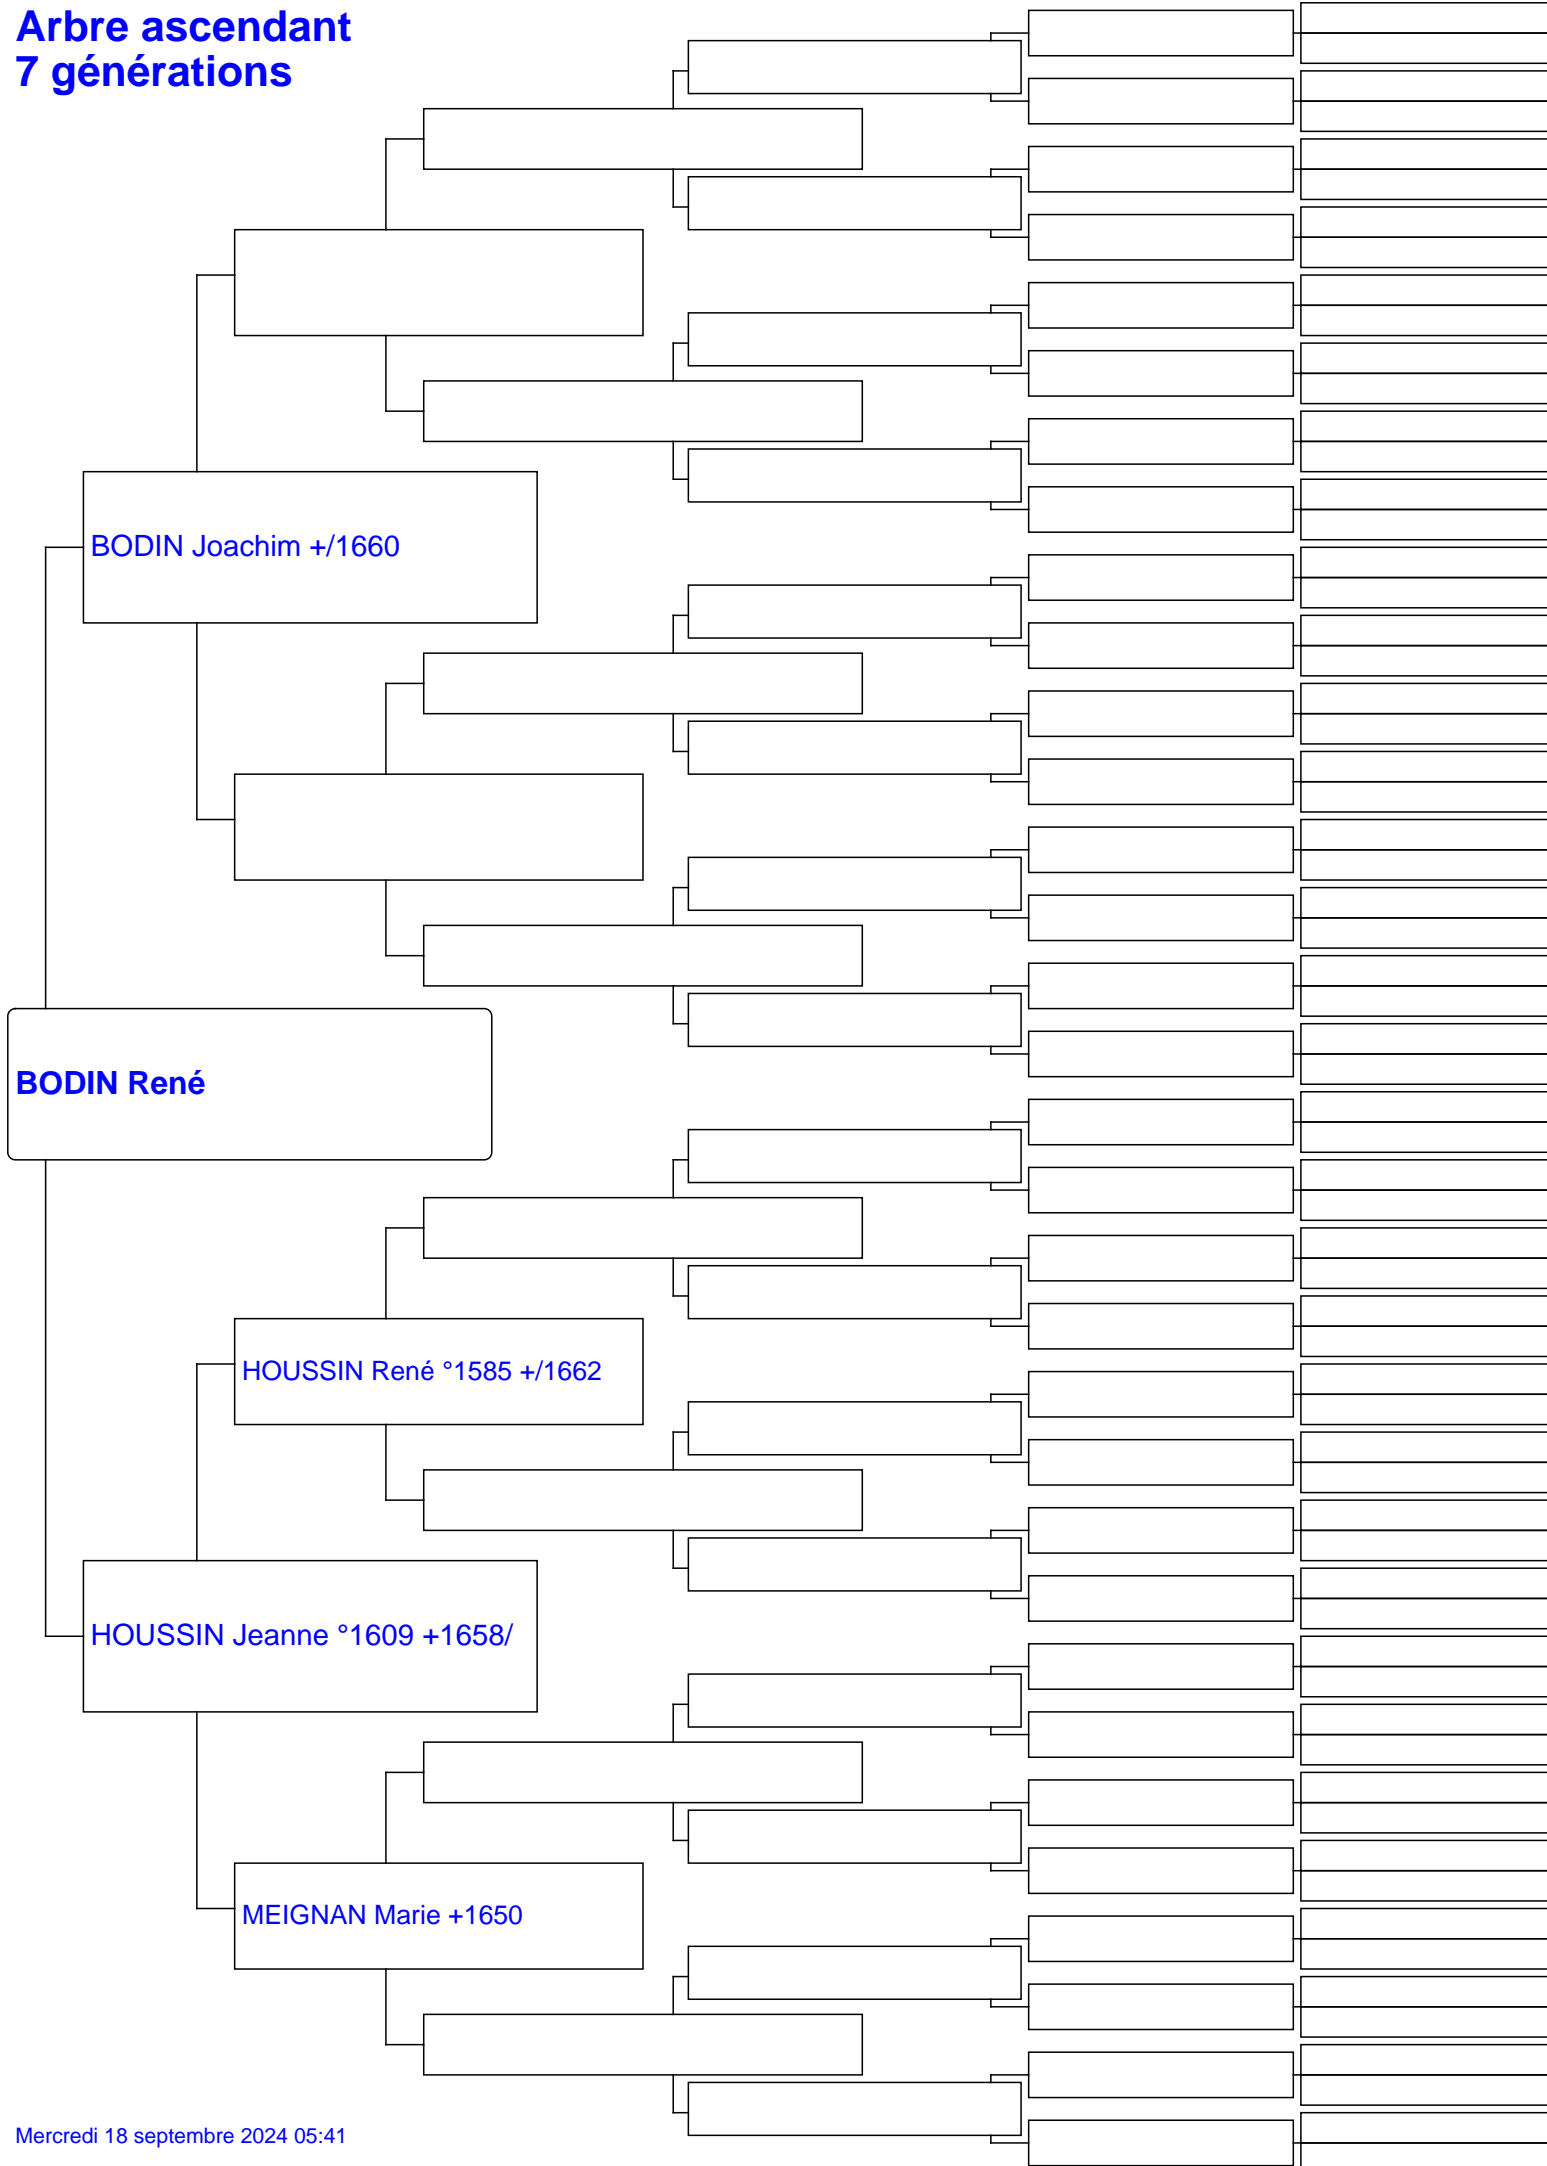 Arbre ascendant
7 générations
BODIN Joachim +/1660
BODIN René
HOUSSIN René °1585 +/1662
HOUSSIN Jeanne °1609 +1658/
MEIGNAN Marie +1650
Mercredi 18 septembre 2024 05:41